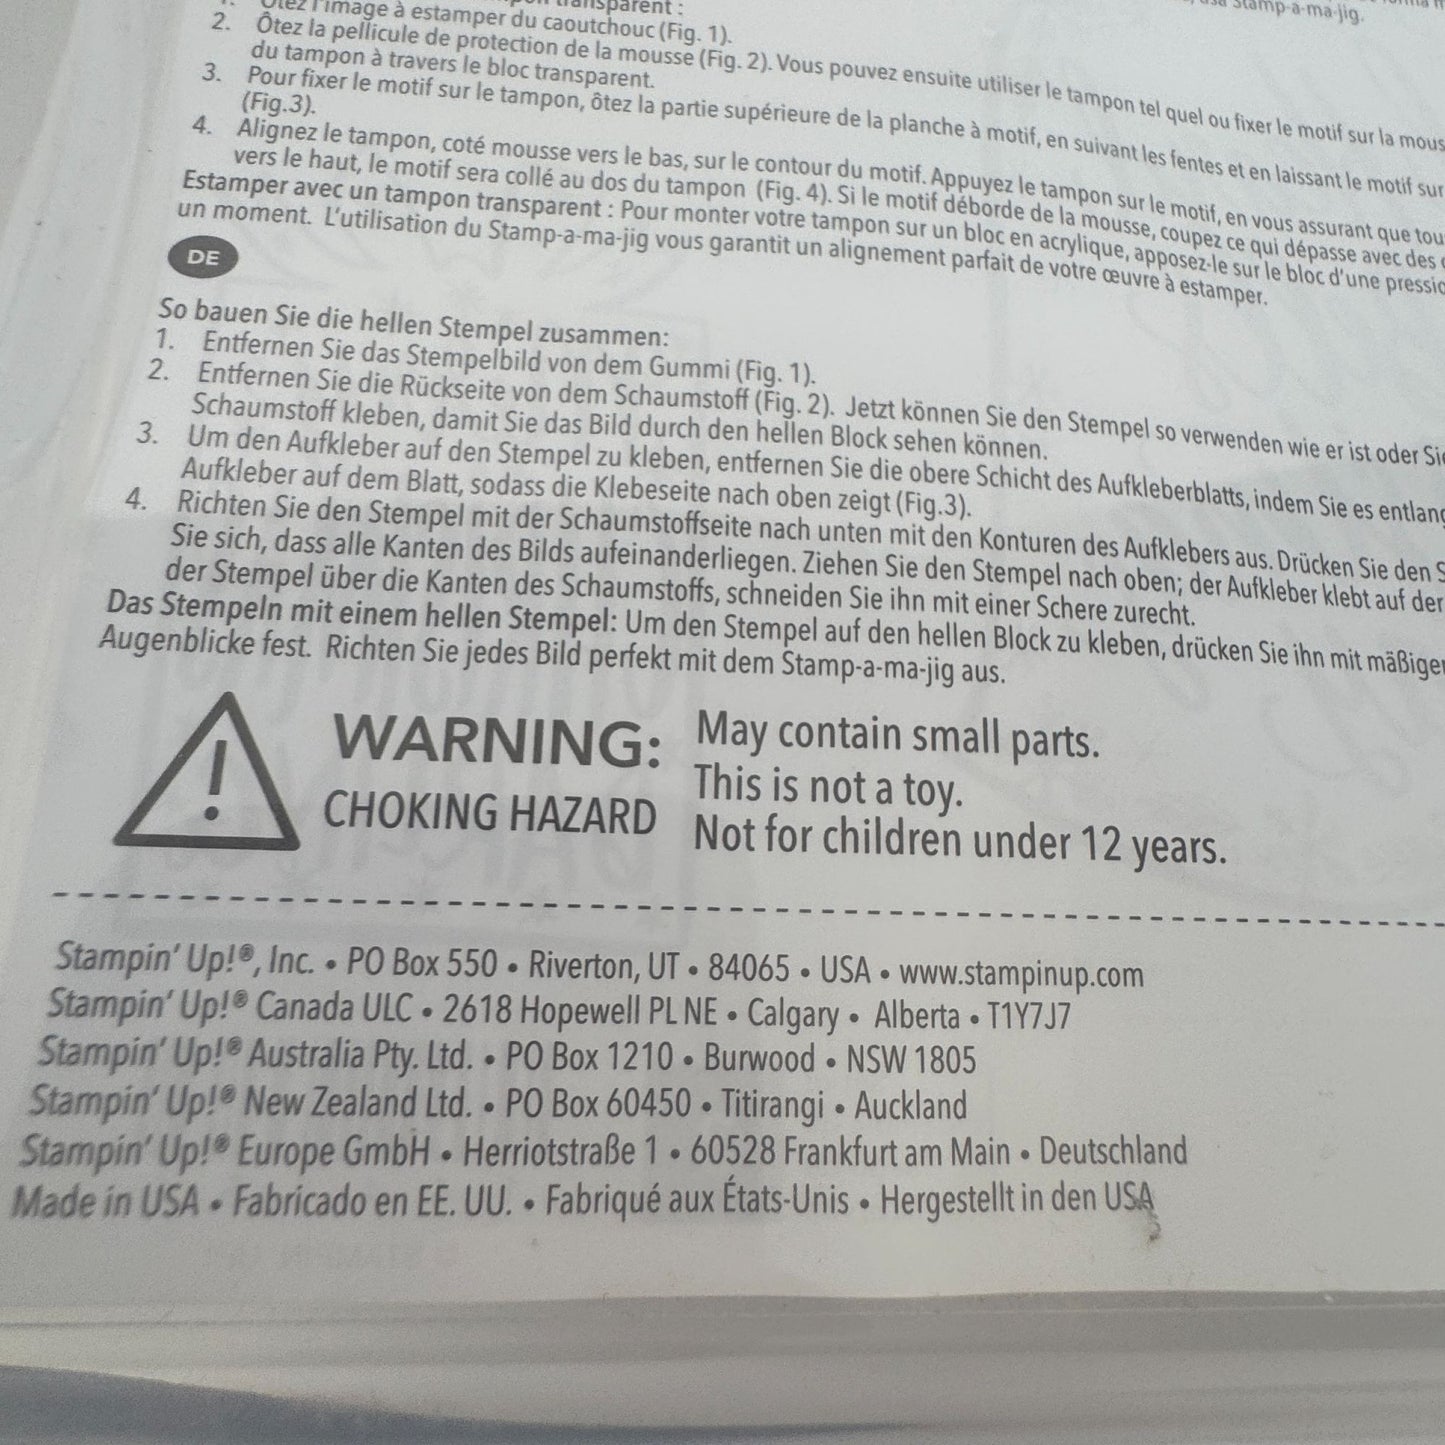 transparent :
usa Stamp-a-ma-jig.
1. Ôtez l'image à estamper du caoutchouc (Fig. 1).
2. Ôtez la pellicule de protection de la mousse (Fig. 2). Vous pouvez ensuite utiliser le tampon tel quel ou fixer le motif sur la mous
du tampon à travers le bloc transparent.
3. Pour fixer le motif sur le tampon, ôtez la partie supérieure de la planche à motif, en suivant les fentes et en laissant le motif sur
(Fig.3).
4. Alignez le tampon, coté mousse vers le bas, sur le contour du motif. Appuyez le tampon sur le motif, en vous assurant que tou
vers le haut, le motif sera collé au dos du tampon (Fig. 4). Si le motif déborde de la mousse, coupez ce qui dépasse avec des
Estamper avec un tampon transparent : Pour monter votre tampon sur un bloc en acrylique, apposez-le sur le bloc d'une pressio
un moment. L'utilisation du Stamp-a-ma-jig vous garantit un alignement parfait de votre œuvre à estamper.
DE
So bauen Sie die hellen Stempel zusammen:
1. Entfernen Sie das Stempelbild von dem Gummi (Fig. 1).
2. Entfernen Sie die Rückseite von dem Schaumstoff (Fig. 2). Jetzt können Sie den Stempel so verwenden wie er ist oder Sie
Schaumstoff kleben, damit Sie das Bild durch den hellen Block sehen können.
3. Um den Aufkleber auf den Stempel zu kleben, entfernen Sie die obere Schicht des Aufkleberblatts, indem Sie es entlang
Aufkleber auf dem Blatt, sodass die Klebeseite nach oben zeigt (Fig.3).
4. Richten Sie den Stempel mit der Schaumstoffseite nach unten mit den Konturen des Aufklebers aus. Drücken Sie den S
Sie sich, dass alle Kanten des Bilds aufeinanderliegen. Ziehen Sie den Stempel nach oben; der Aufkleber klebt auf der
der Stempel über die Kanten des Schaumstoffs, schneiden Sie ihn mit einer Schere zurecht.
Das Stempeln mit einem hellen Stempel: Um den Stempel auf den hellen Block zu kleben, drücken Sie ihn mit mäßiger
Augenblicke fest. Richten Sie jedes Bild perfekt mit dem Stamp-a-ma-jig aus.
WARNING:
CHOKING HAZARD
May contain small parts.
This is not a toy.
Not for children under 12 years.
Stampin' Up!®, Inc. • PO Box 550 • Riverton, UT • 84065 • USA • www.stampinup.com
Stampin' Up!® Canada ULC • 2618 Hopewell PL NE • Calgary • Alberta • T1Y7J7
Stampin' Up!® Australia Pty. Ltd. • PO Box 1210 • Burwood • NSW 1805
Stampin' Up!® New Zealand Ltd. • PO Box 60450 • Titirangi • Auckland
Stampin' Up!® Europe GmbH • Herriotstraße 1 • 60528 Frankfurt am Main • Deutschland
Made in USA • Fabricado en EE. UU. • Fabriqué aux États-Unis • Hergestellt in den USA